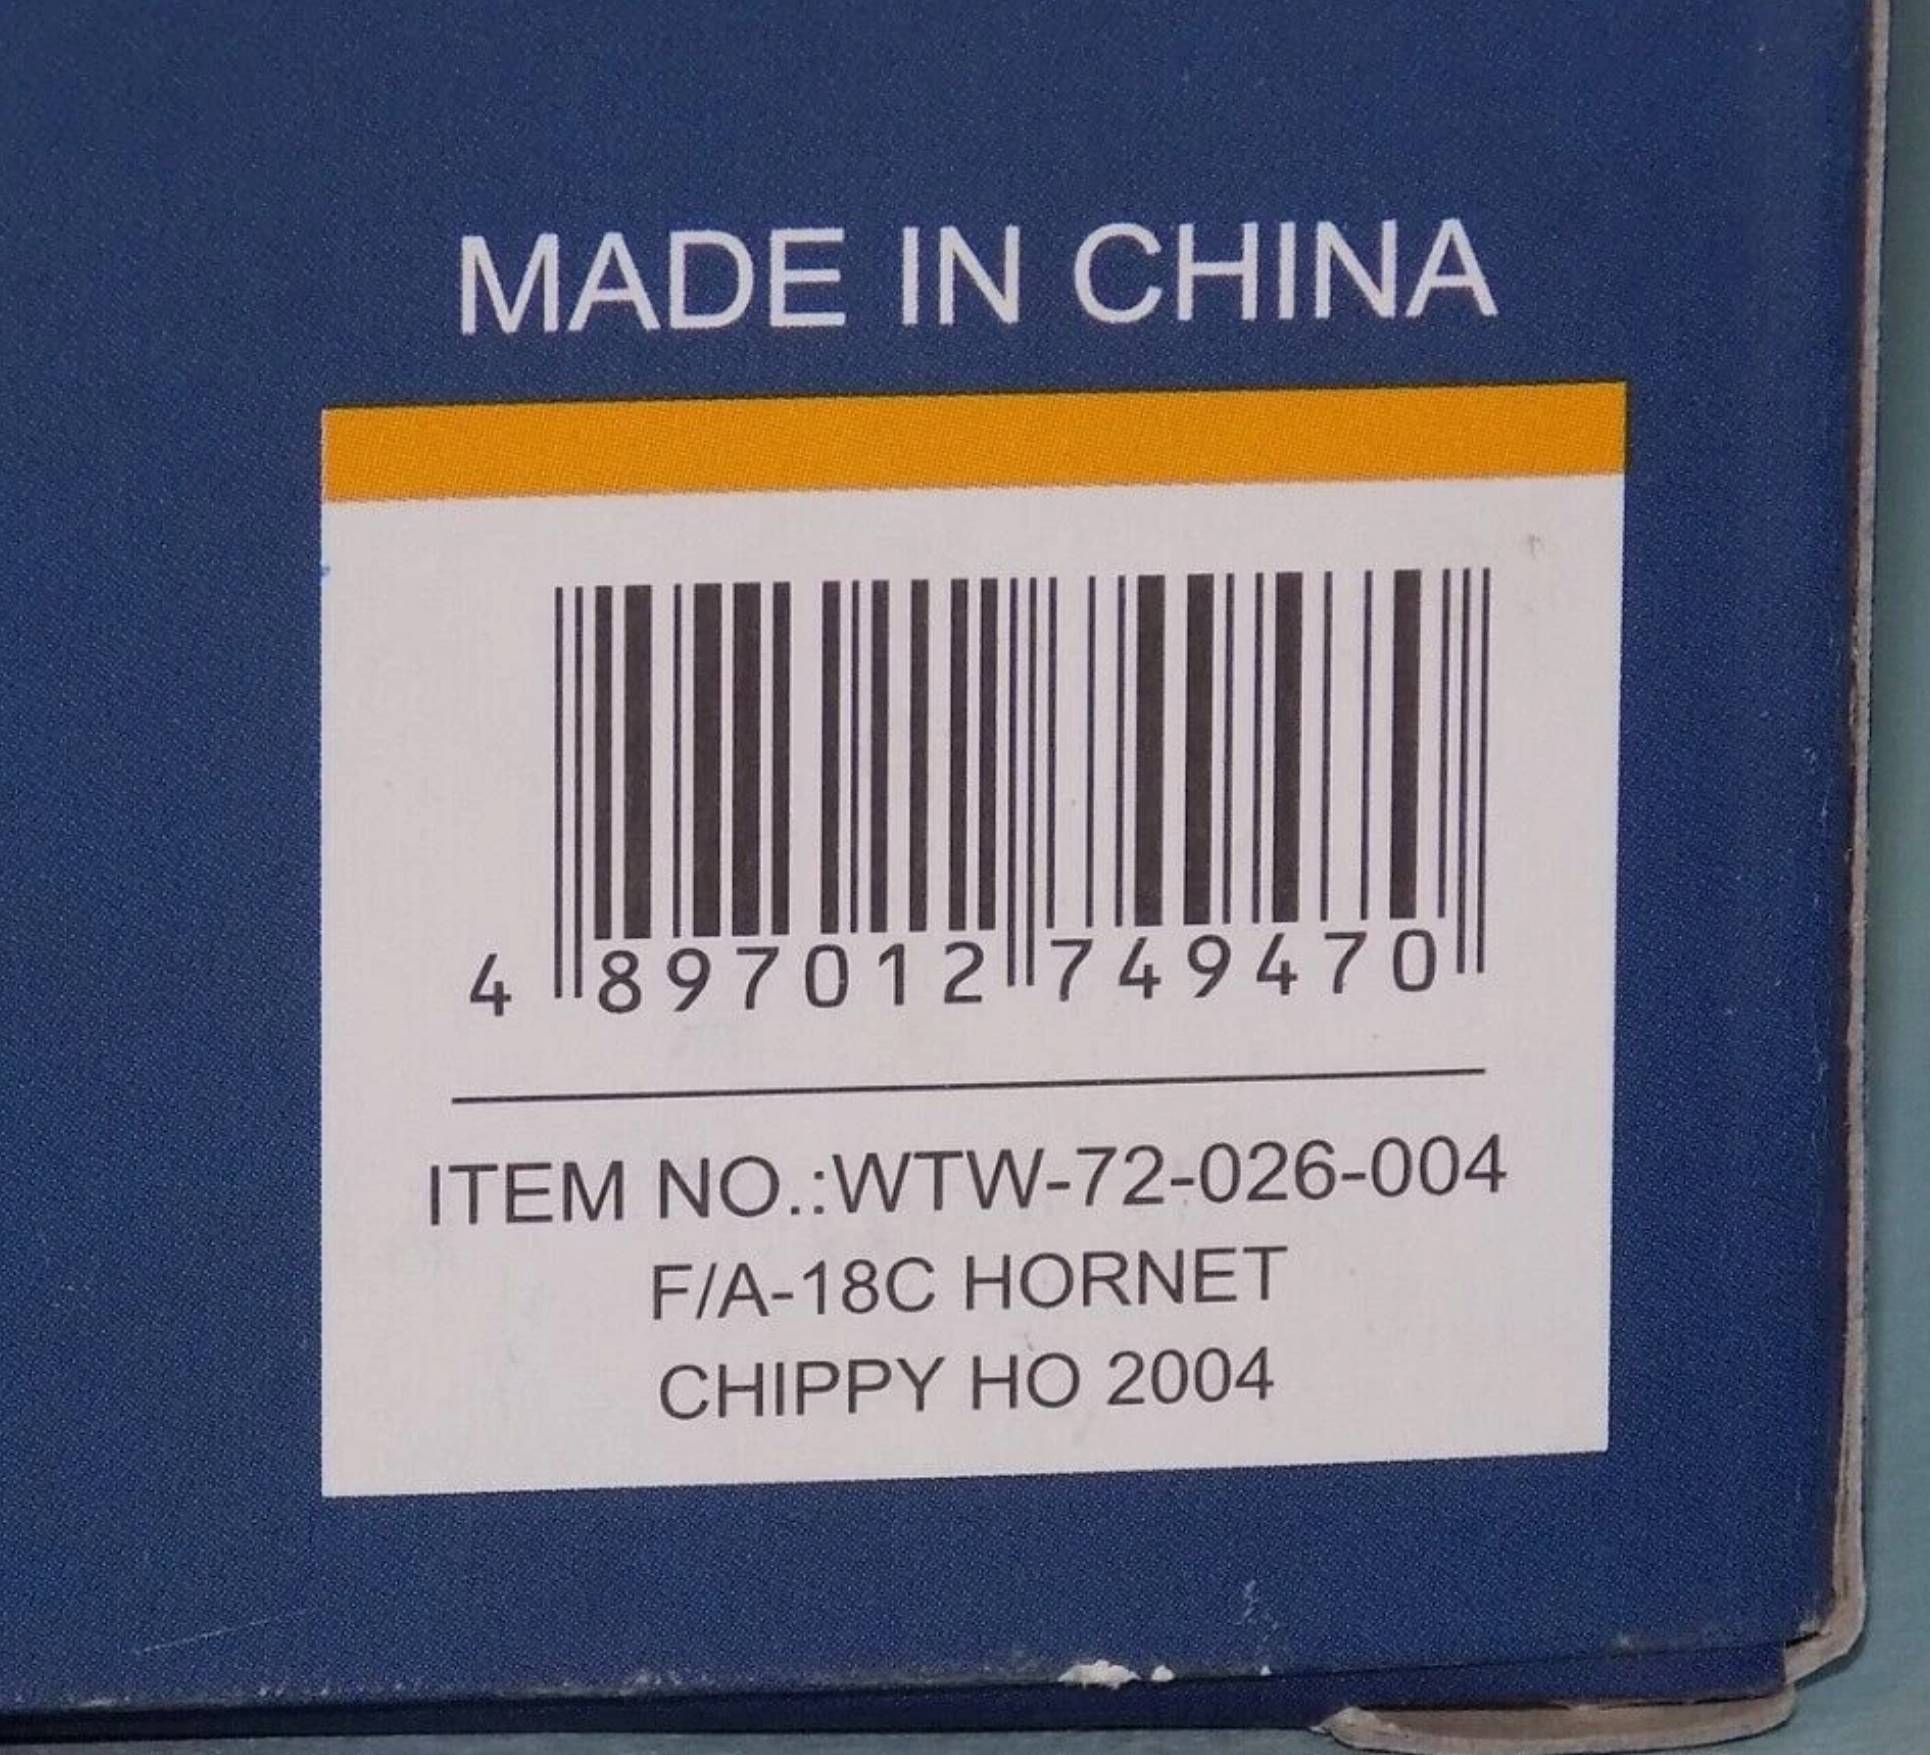 MADE IN CHINA
4 897012 749470
ITEM NO.:WTW-72-026-004
F/A-18C HORNET
CHIPPY HO 2004